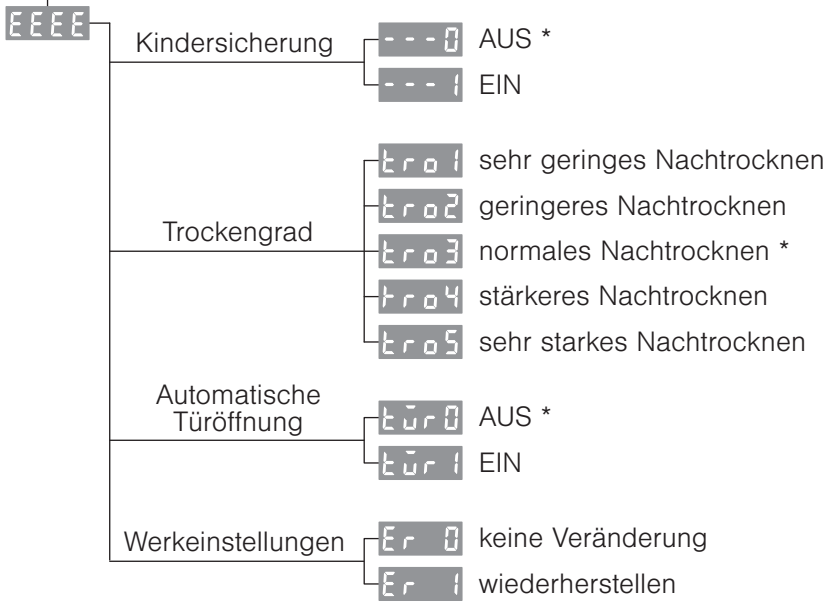 EEEE
Kindersicherung
---0 AUS *
---1 EIN
Trockengrad
tro1 sehr geringes Nachtrocknen
tro2 geringeres Nachtrocknen
tro3 normales Nachtrocknen *
tro4 stärkeres Nachtrocknen
tro5 sehr starkes Nachtrocknen
Automatische
Türöffnung
tür0 AUS *
tür1 EIN
Werkeinstellungen
Er 0 keine Veränderung
Er 1 wiederherstellen